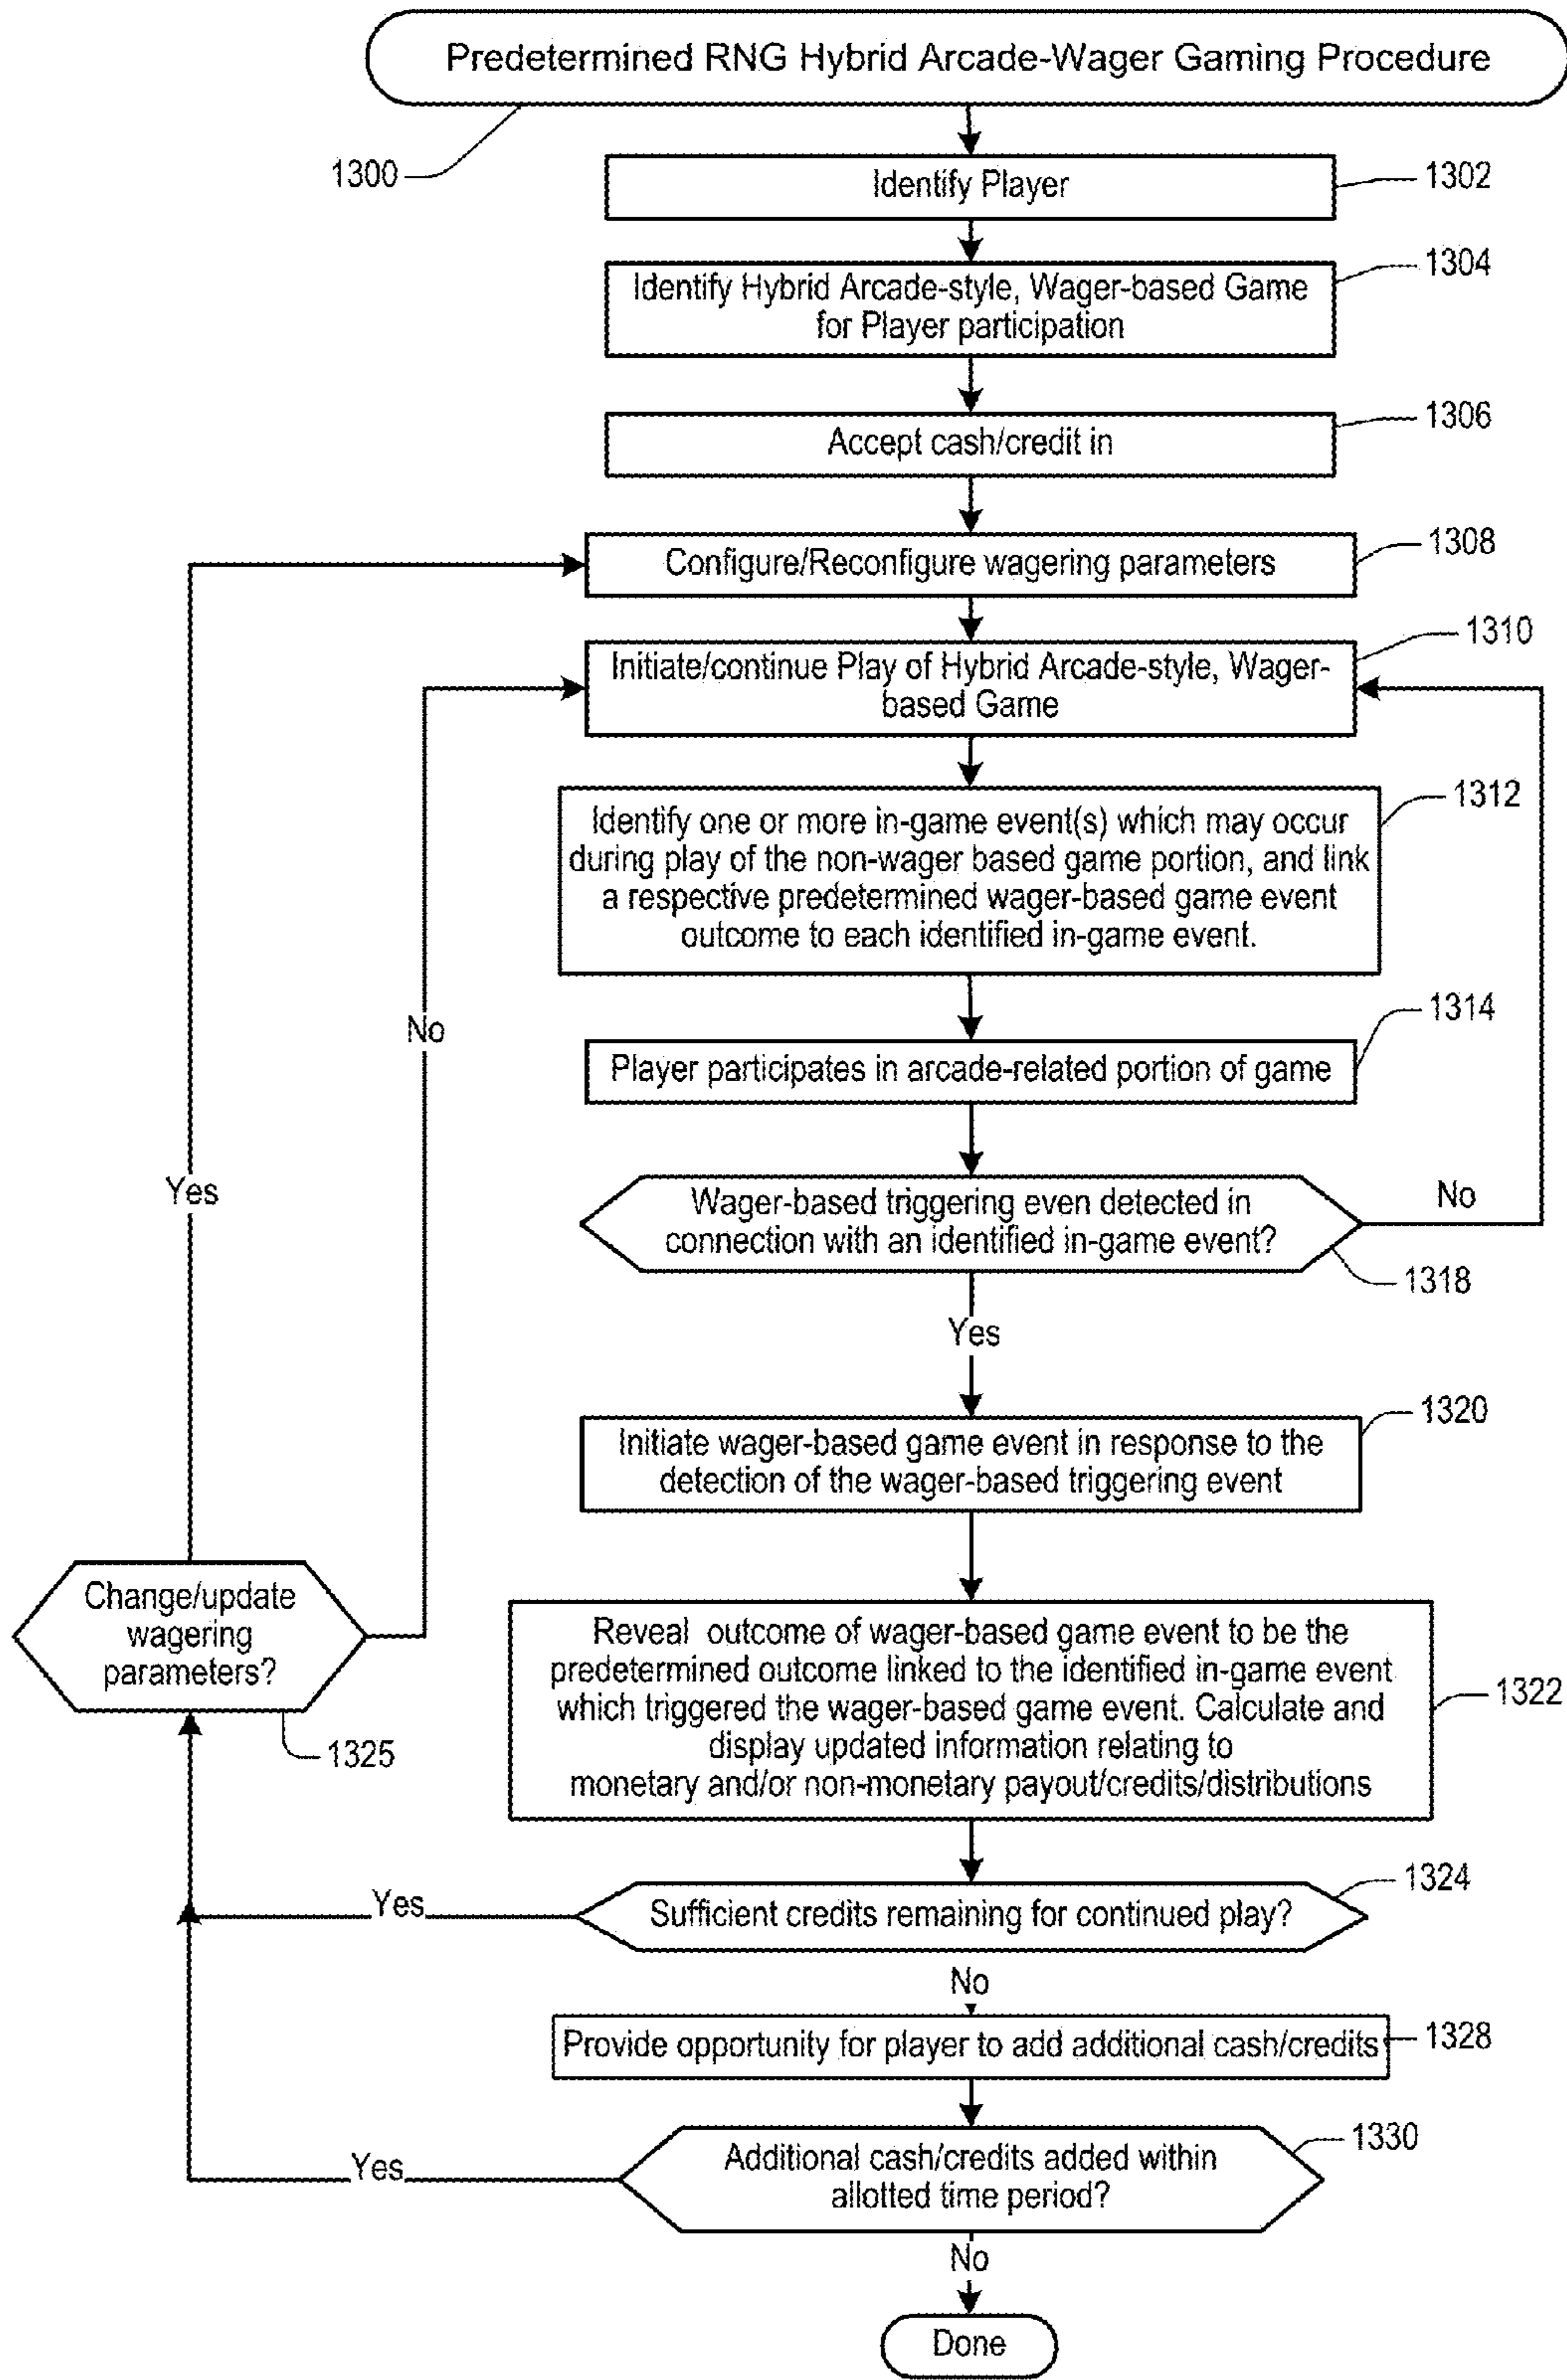 Predetermined RNG Hybrid Arcade-Wager Gaming Procedure
1300
Identify Player
1302
Identify Hybrid Arcade-style, Wager-based Game
for Player participation
1304
Accept cash/credit in
1306
Configure/Reconfigure wagering parameters
1308
Initiate/continue Play of Hybrid Arcade-style, Wager-
based Game
1310
Identify one or more in-game event(s) which may occur
during play of the non-wager based game portion, and link
a respective predetermined wager-based game event
outcome to each identified in-game event.
1312
No
Player participates in arcade-related portion of game
1314
Yes
Wager-based triggering even detected in
connection with an identified in-game event?
No
1318
Yes
Initiate wager-based game event in response to the
detection of the wager-based triggering event
1320
Change/update
wagering
parameters?
1325
Reveal outcome of wager-based game event to be the
predetermined outcome linked to the identified in-game event
which triggered the wager-based game event. Calculate and
display updated information relating to
monetary and/or non-monetary payout/credits/distributions
1322
Yes
Sufficient credits remaining for continued play?
1324
No
Provide opportunity for player to add additional cash/credits
1328
Yes
Additional cash/credits added within
allotted time period?
1330
No
Done